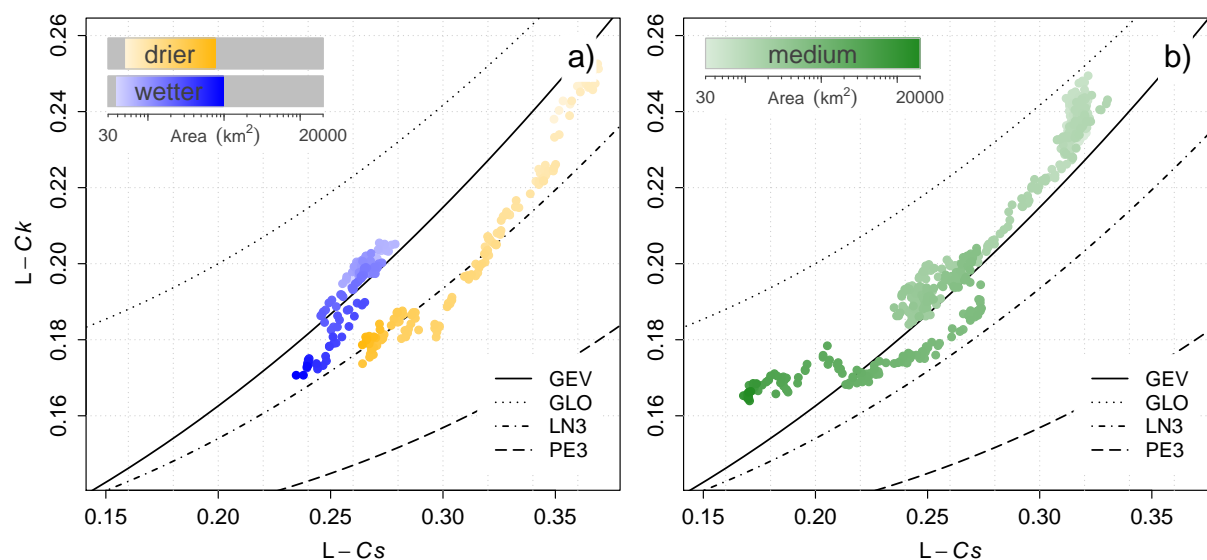 a)
drier
wetter
30 Area (km²) 20000
0.26
0.24
0.22
0.20
0.18
0.16
L – Ck
GEV
GLO
LN3
PE3
0.15 0.20 0.25 0.30 0.35
L – Cs
b)
medium
30 Area (km²) 20000
0.26
0.24
0.22
0.20
0.18
0.16
GEV
GLO
LN3
PE3
0.15 0.20 0.25 0.30 0.35
L – Cs